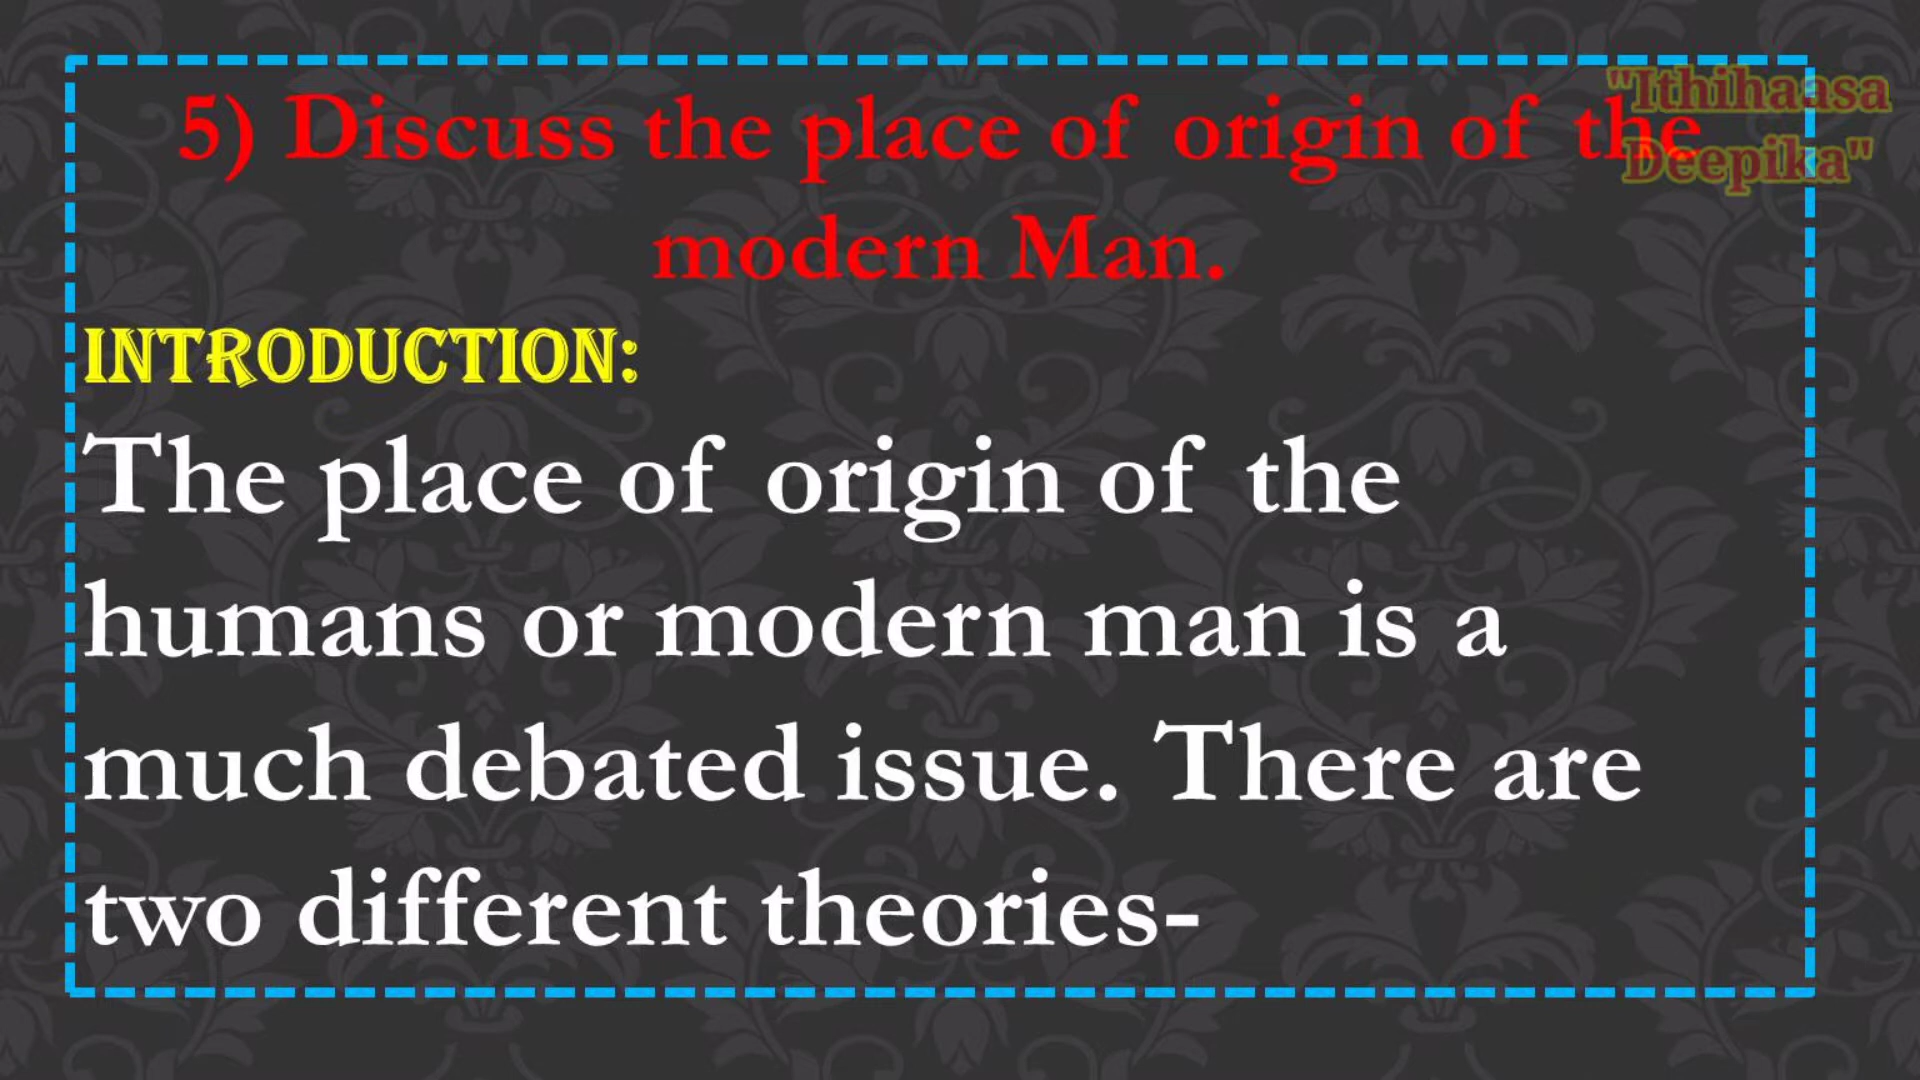 "Ithihaasa
Deepika"
5) Discuss the place of origin of the
modern Man.
INTRODUCTION:
The place of origin of the
humans or modern man is a
much debated issue. There are
two different theories-